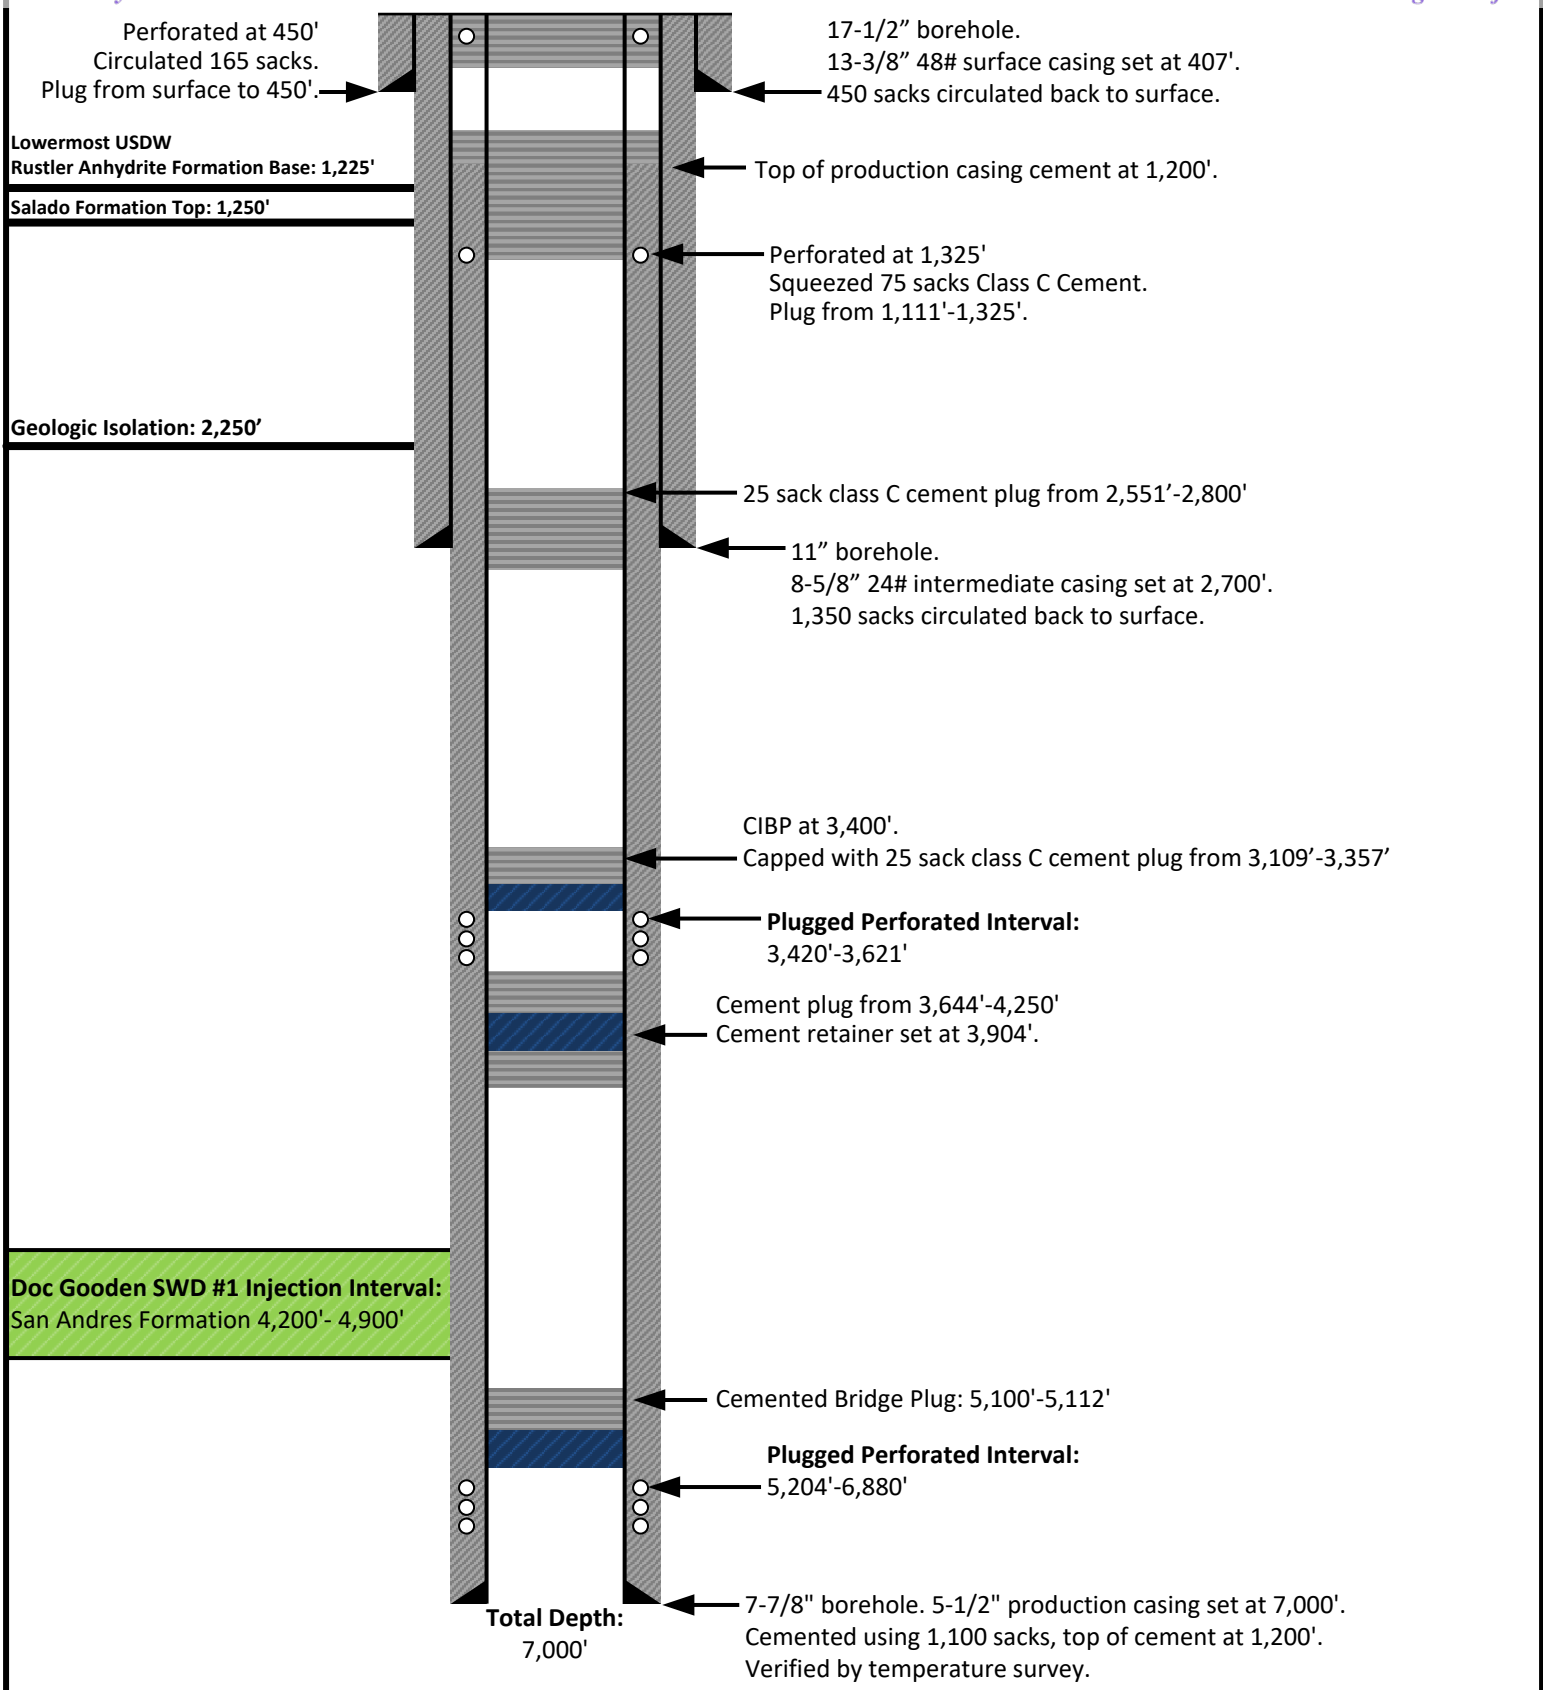 Perforated at 450'
Circulated 165 sacks.
Plug from surface to 450'.
17-1/2” borehole.
13-3/8” 48# surface casing set at 407'.
450 sacks circulated back to surface.
Lowermost USDW
Rustler Anhydrite Formation Base: 1,225'
Top of production casing cement at 1,200'.
Salado Formation Top: 1,250'
Perforated at 1,325'
Squeezed 75 sacks Class C Cement.
Plug from 1,111'-1,325'.
Geologic Isolation: 2,250’
25 sack class C cement plug from 2,551’-2,800'
11” borehole.
8-5/8” 24# intermediate casing set at 2,700'.
1,350 sacks circulated back to surface.
CIBP at 3,400'.
Capped with 25 sack class C cement plug from 3,109’-3,357’
Plugged Perforated Interval:
3,420'-3,621'
Cement plug from 3,644'-4,250'
Cement retainer set at 3,904'.
Doc Gooden SWD #1 Injection Interval:
San Andres Formation 4,200'- 4,900'
Cemented Bridge Plug: 5,100'-5,112'
Plugged Perforated Interval:
5,204'-6,880'
Total Depth:
7,000'
7-7/8" borehole. 5-1/2" production casing set at 7,000'.
Cemented using 1,100 sacks, top of cement at 1,200'.
Verified by temperature survey.